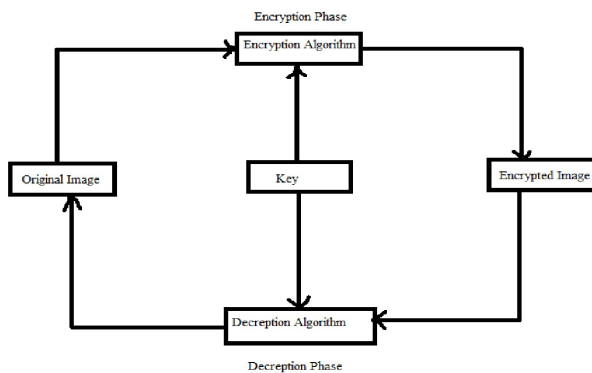 Encryption Phase
Encryption Algorithm
Original Image
Key
Encrypted Image
Decreption Algorithm
Decreption Phase